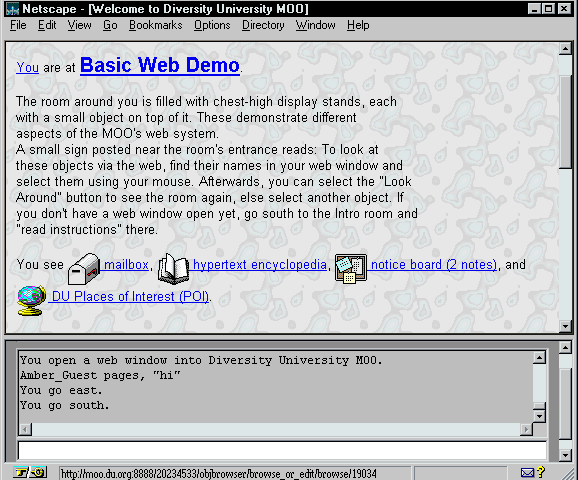 Netscape - [Welcome to Diversity University MOO]
File Edit View Go Bookmarks Options Directory Window Help
You are at Basic Web Demo.
The room around you is filled with chest-high display stands, each
with a small object on top of it. These demonstrate different
aspects of the MOO's web system.
A small sign posted near the room's entrance reads: To look at
these objects via the web, find their names in your web window and
select them using your mouse. Afterwards, you can select the "Look
Around" button to see the room again, else select another object. If
you don't have a web window open yet, go south to the Intro room and
"read instructions" there.
You see mailbox, hypertext encyclopedia, notice board (2 notes), and
DU Places of Interest (POI).
You open a web window into Diversity University MOO.
Amber_Guest pages, "hi"
You go east.
You go south.
http://moo.du.org:8888/20234533/objbrowser/browse_or_edit/browse/19034